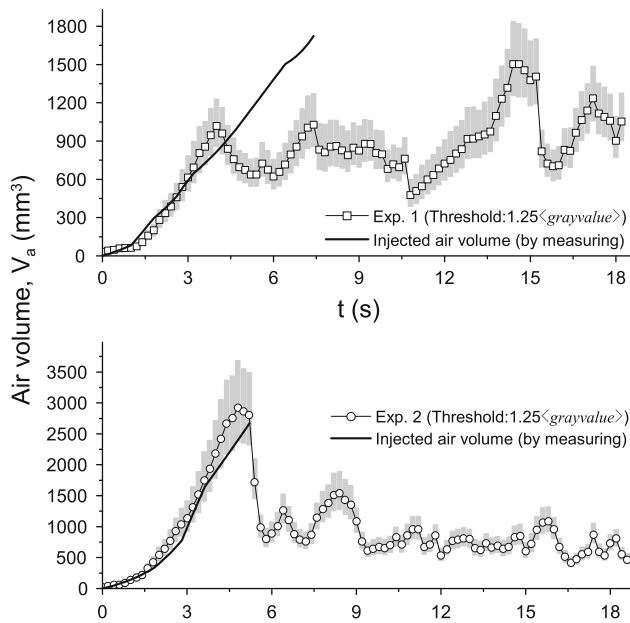 1800
1500
1200
900
600
300
0
Exp. 1 (Threshold:1.25<grayvalue>)
Injected air volume (by measuring)
0 3 6 9 12 15 18
t (s)
Air volume, Va (mm³)
3500
3000
2500
2000
1500
1000
500
0
Exp. 2 (Threshold:1.25<grayvalue>)
Injected air volume (by measuring)
0 3 6 9 12 15 18